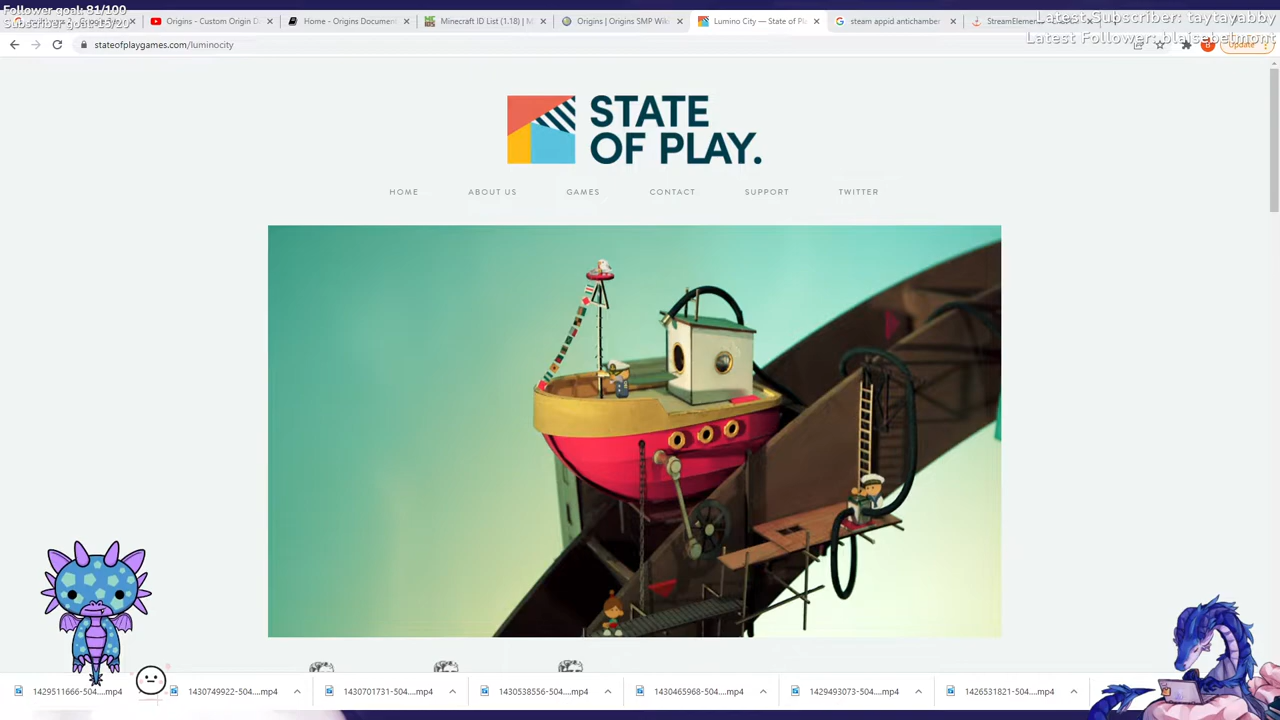 Follower goal: 81/100
Origins - Custom Origin D
Home - Origins Document
Minecraft ID List (1.18) | M
Origins | Origins SMP Wik
Lumino City — State of Pl
steam appid antichamber
StreamElements
Latest Subscriber: taytayabby
stateofplaygames.com/luminocity
Latest Follower: blaisebelmont
B
Update
STATE
OF PLAY.
HOME
ABOUT US
GAMES
CONTACT
SUPPORT
TWITTER
1429511666-504....mp4
1430749922-504....mp4
1430701731-504....mp4
1430538556-504....mp4
1430465968-504....mp4
1429493073-504....mp4
1426531821-504....mp4